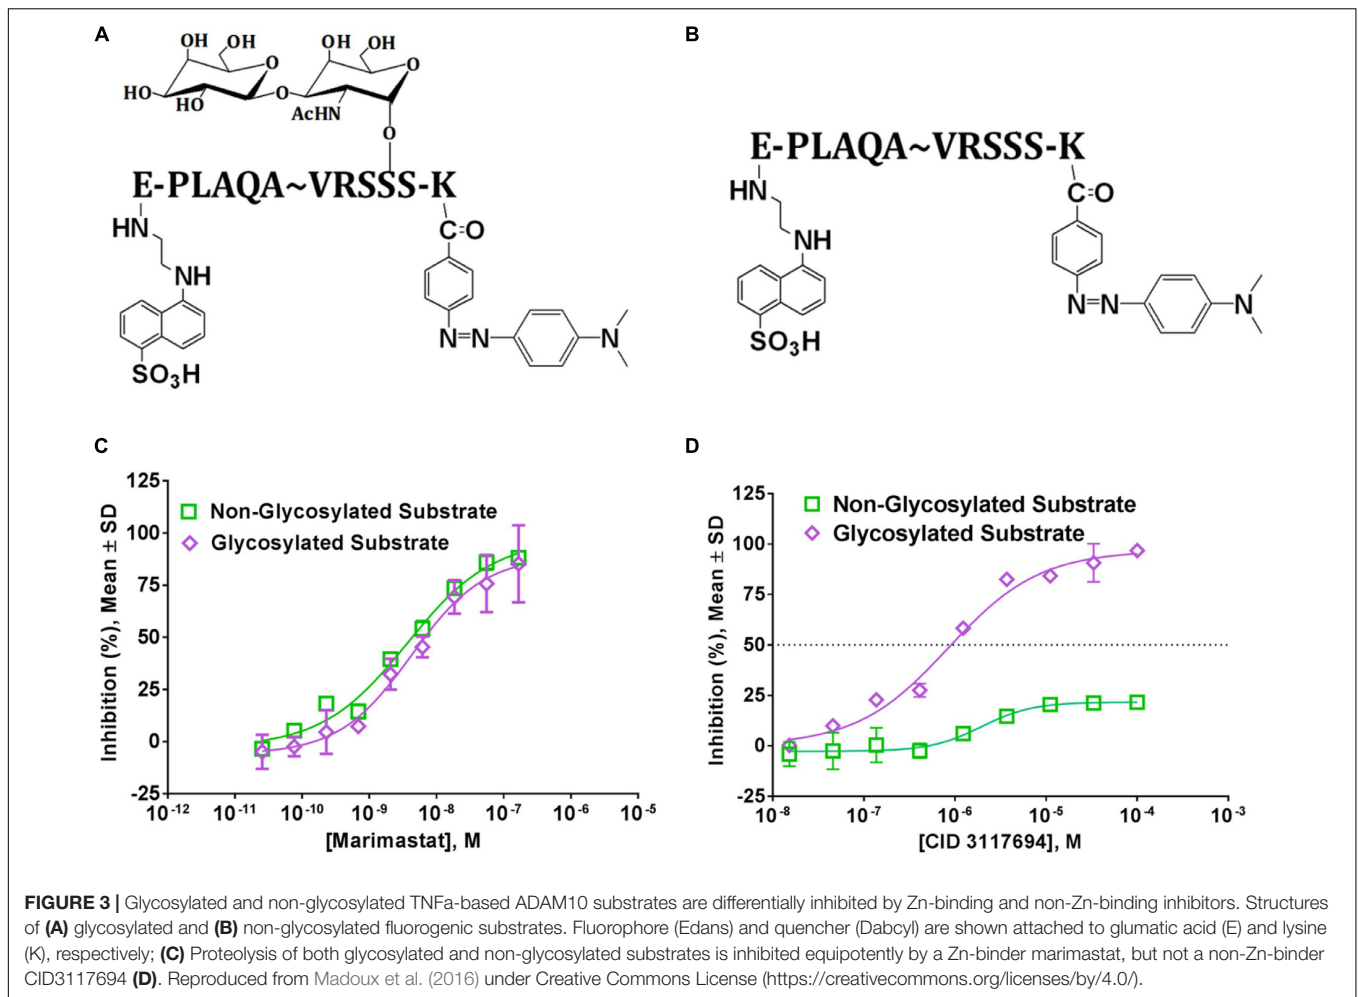 A
OH
OH
O
HO
HO
O
OH
OH
O
AcHN
O
E-PLAQA~VRSSS-K
HN
NH
SO3H
C=O
N=N
N
B
E-PLAQA~VRSSS-K
HN
NH
SO3H
C=O
N=N
N
C
Inhibition (%), Mean ± SD
125
100
75
50
25
0
-25
Non-Glycosylated Substrate
Glycosylated Substrate
10-12
10-11
10-10
10-9
10-8
10-7
10-6
10-5
[Marimastat], M
D
Inhibition (%), Mean ± SD
125
100
75
50
25
0
-25
Non-Glycosylated Substrate
Glycosylated Substrate
10-8
10-7
10-6
10-5
10-4
10-3
[CID 3117694], M
FIGURE 3 | Glycosylated and non-glycosylated TNFa-based ADAM10 substrates are differentially inhibited by Zn-binding and non-Zn-binding inhibitors. Structures
of (A) glycosylated and (B) non-glycosylated fluorogenic substrates. Fluorophore (Edans) and quencher (Dabcyl) are shown attached to glumatic acid (E) and lysine
(K), respectively; (C) Proteolysis of both glycosylated and non-glycosylated substrates is inhibited equipotently by a Zn-binder marimastat, but not a non-Zn-binder
CID3117694 (D). Reproduced from Madoux et al. (2016) under Creative Commons License (https://creativecommons.org/licenses/by/4.0/).